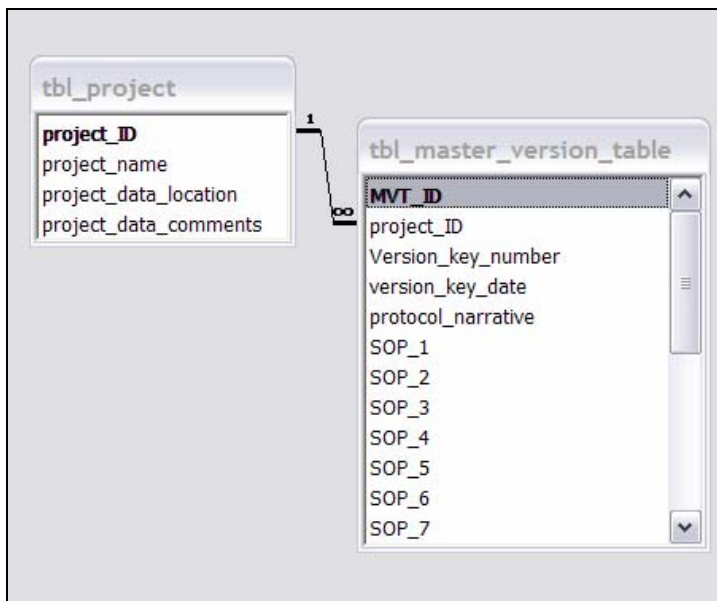 tbl_project
project_ID
project_name
project_data_location
project_data_comments
1
∞
tbl_master_version_table
MVT_ID
project_ID
Version_key_number
version_key_date
protocol_narrative
SOP_1
SOP_2
SOP_3
SOP_4
SOP_5
SOP_6
SOP_7